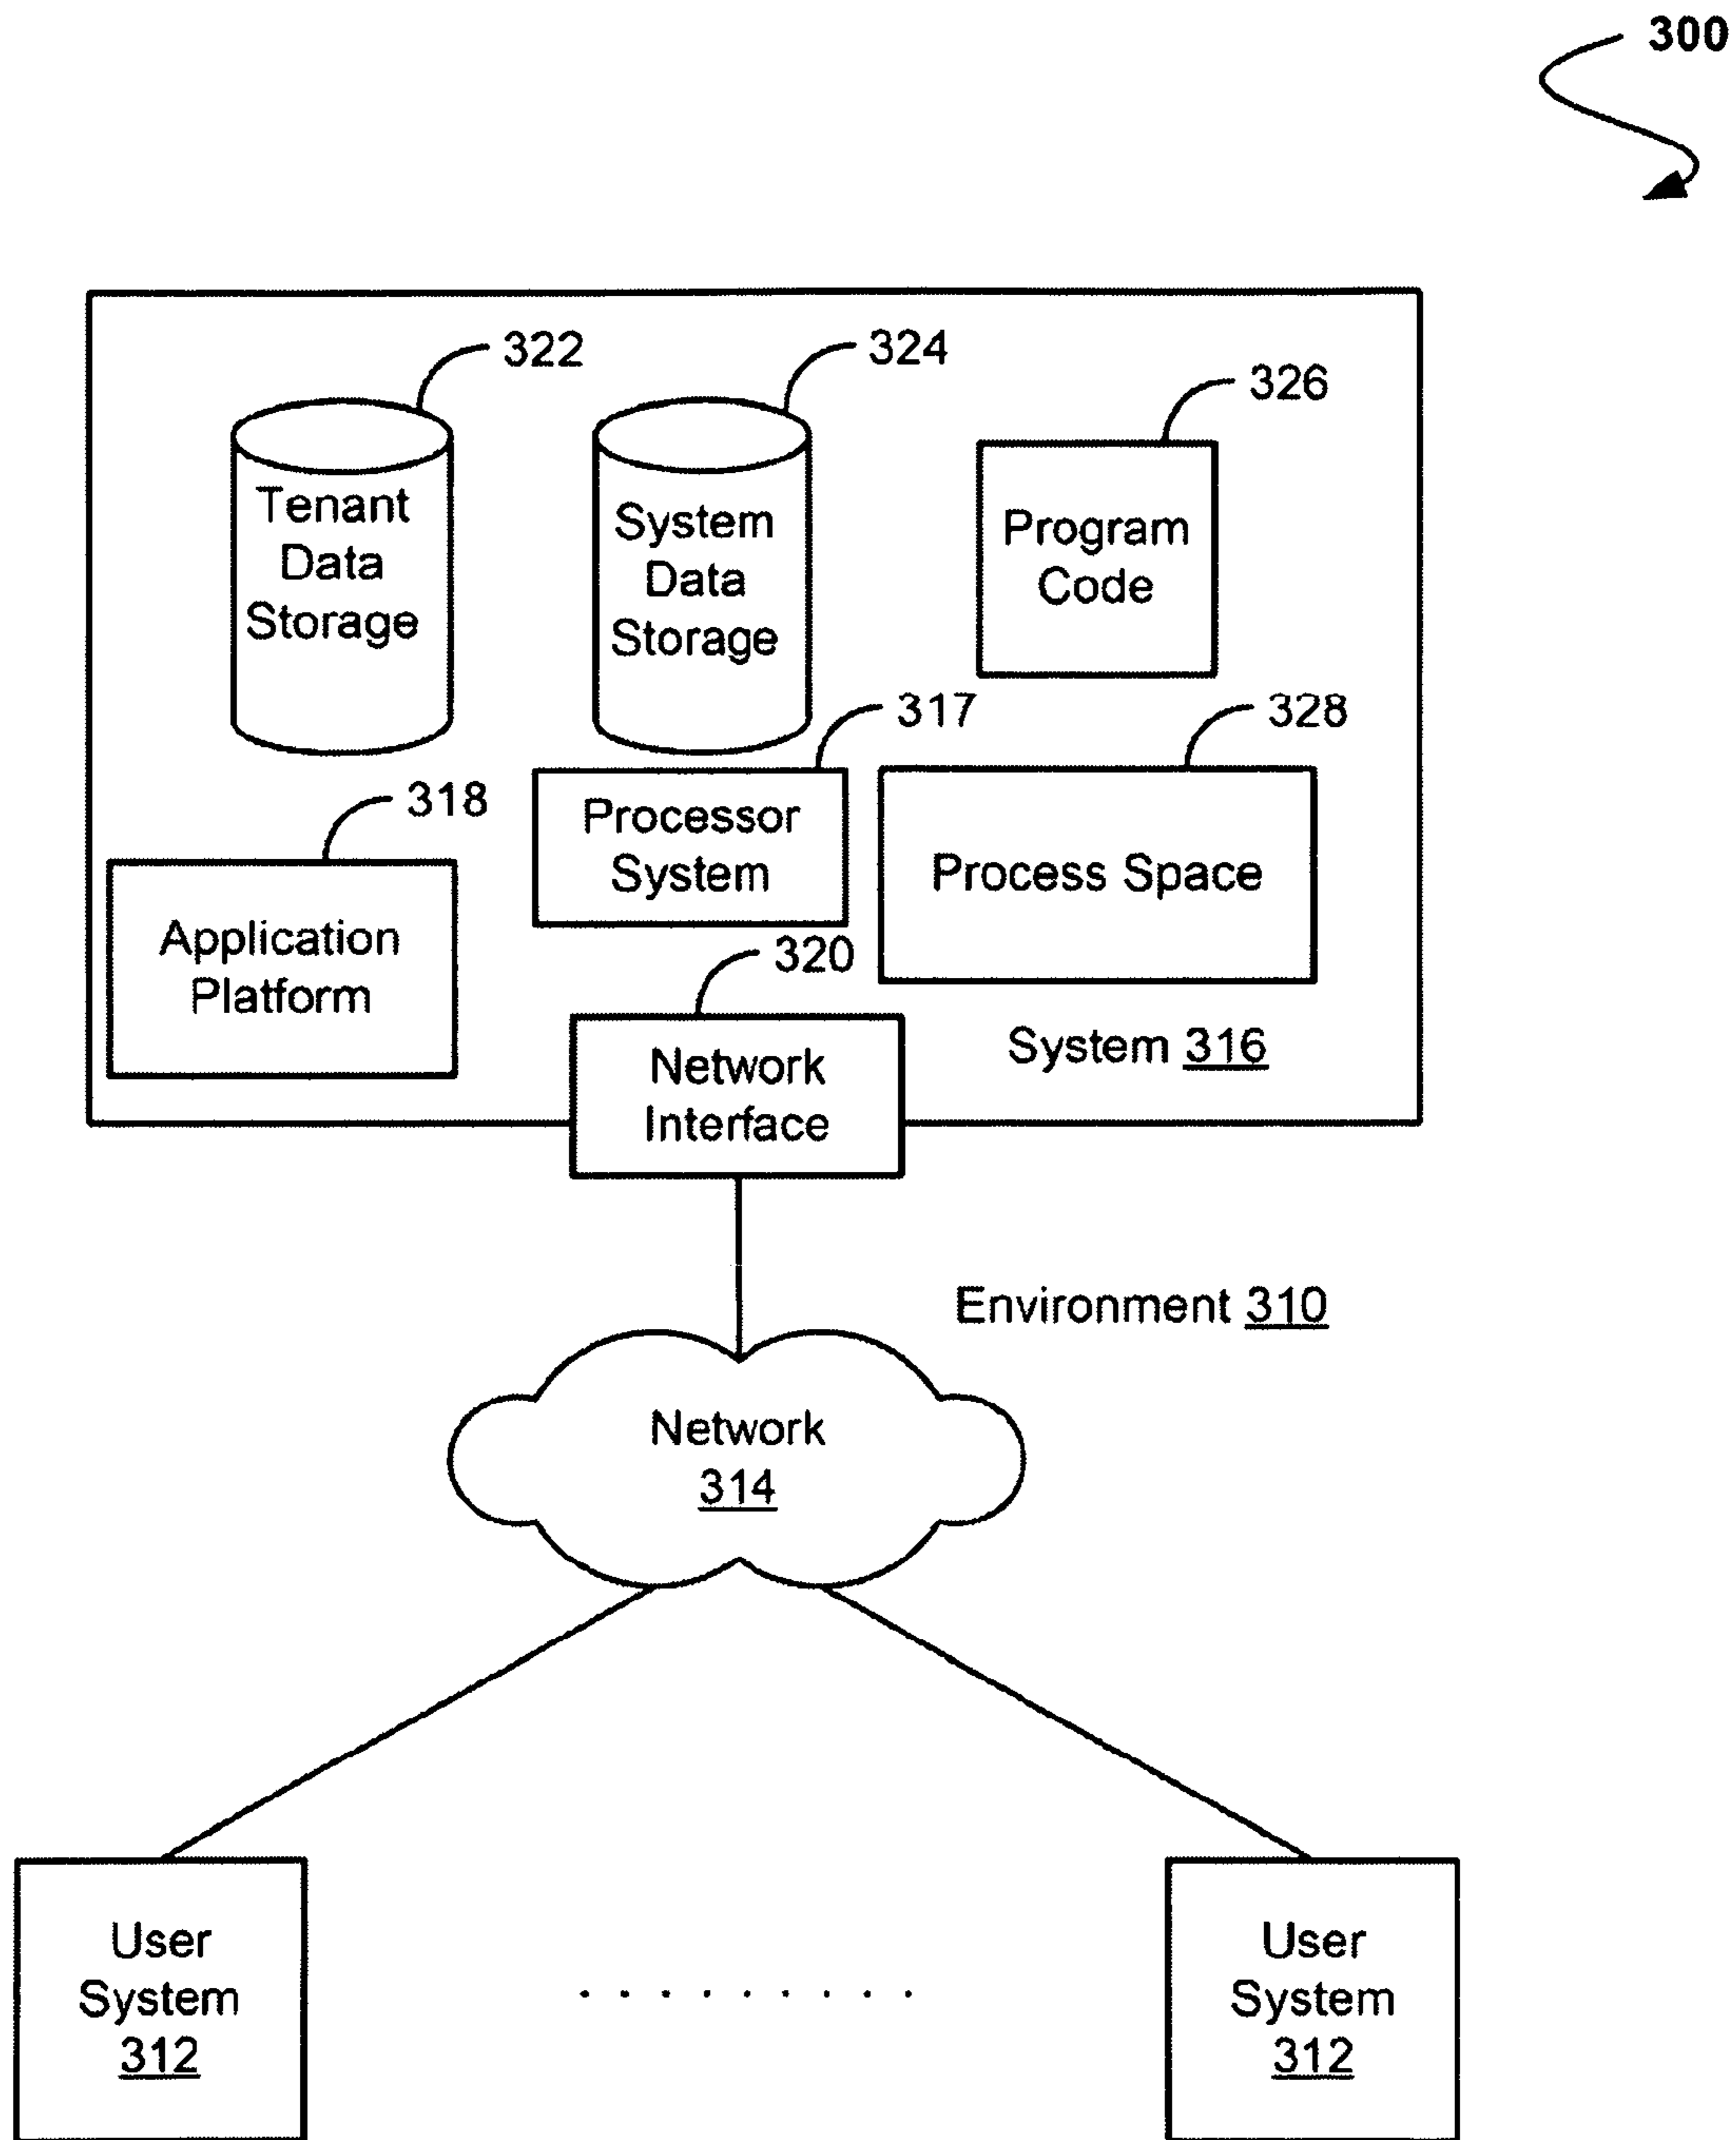 300
322
324
326
Tenant
Data
Storage
System
Data
Storage
Program
Code
317
328
318
Processor
System
Process Space
Application
Platform
320
Network
Interface
System 316
Environment 310
Network
314
User
System
312
.........
User
System
312